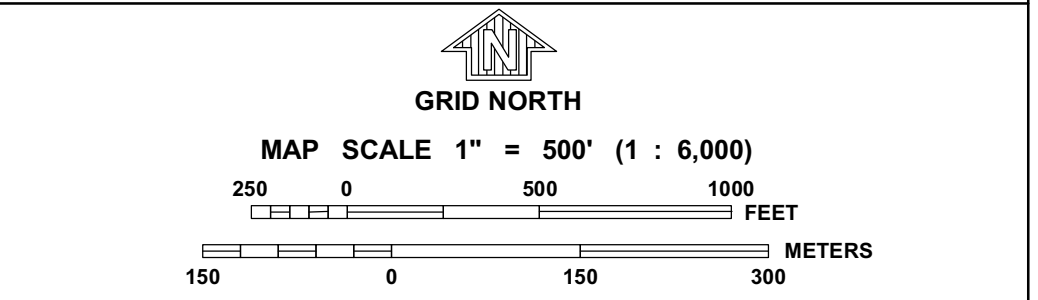 N
GRID NORTH
MAP SCALE 1" = 500' (1 : 6,000)
250 0 500 1000
FEET
METERS
150 0 150 300